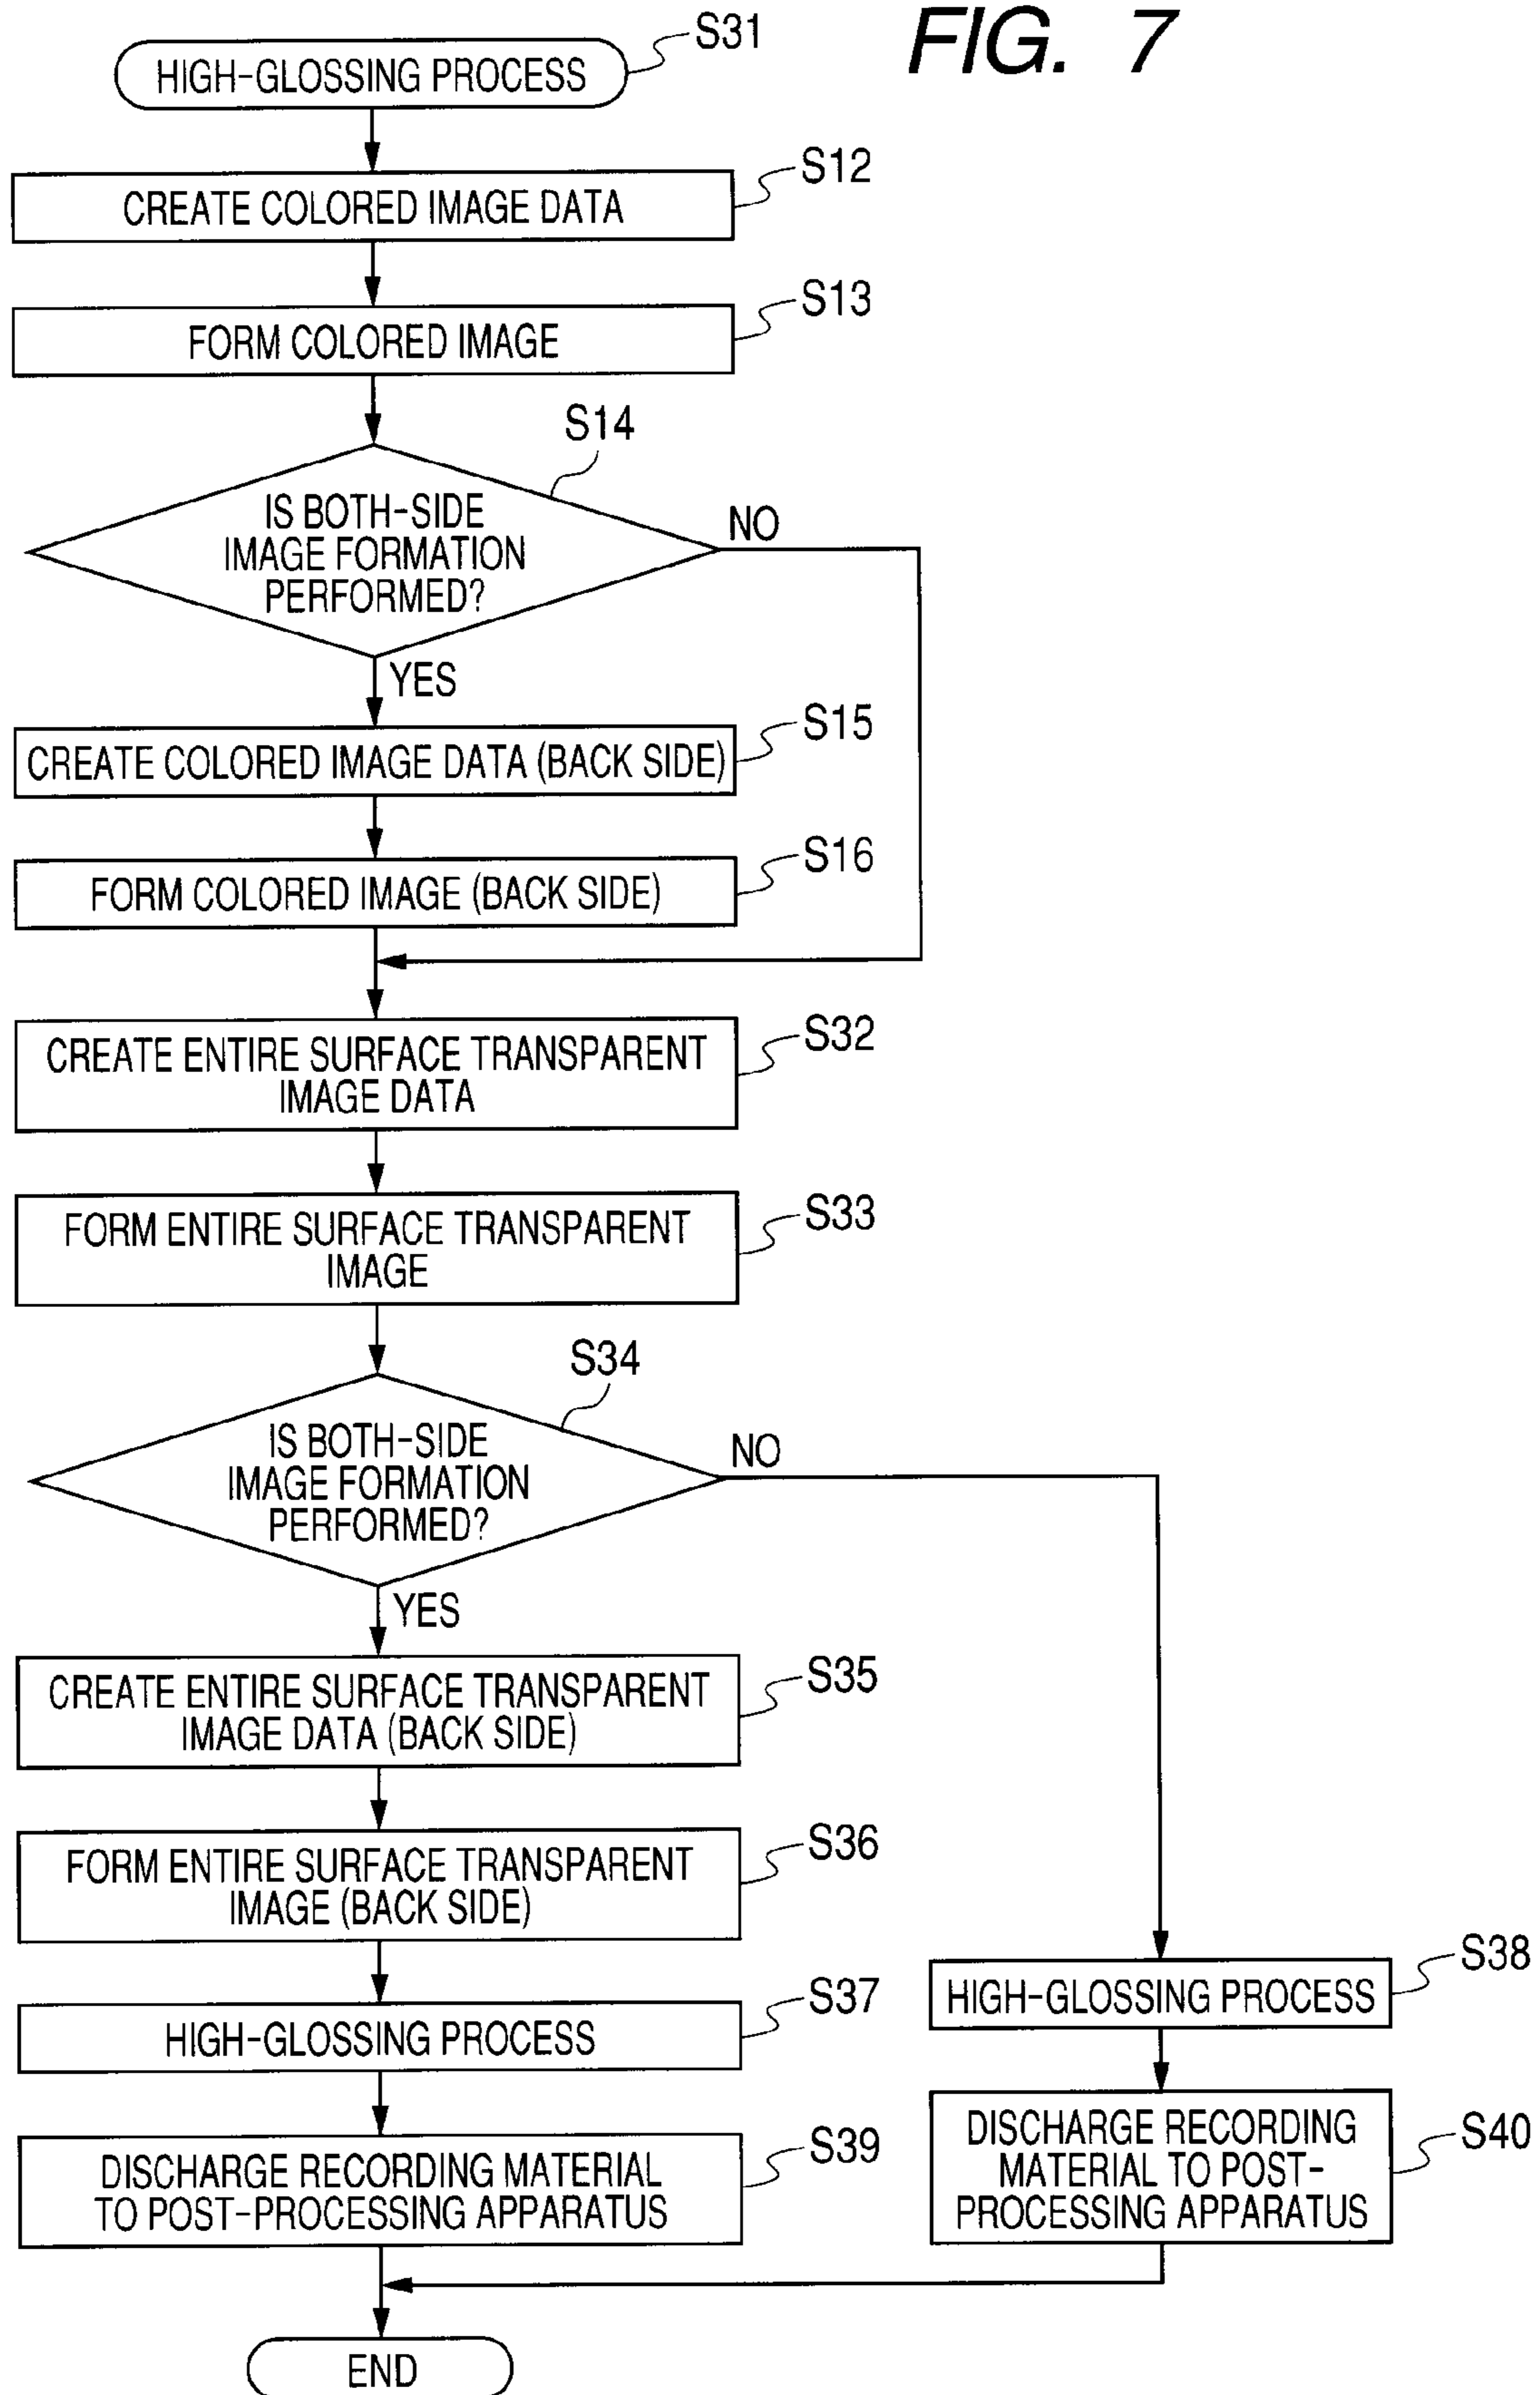 FIG. 7
S31
HIGH-GLOSSING PROCESS
S12
CREATE COLORED IMAGE DATA
S13
FORM COLORED IMAGE
S14
IS BOTH-SIDE
IMAGE FORMATION
PERFORMED?
NO
YES
S15
CREATE COLORED IMAGE DATA (BACK SIDE)
S16
FORM COLORED IMAGE (BACK SIDE)
S32
CREATE ENTIRE SURFACE TRANSPARENT
IMAGE DATA
S33
FORM ENTIRE SURFACE TRANSPARENT
IMAGE
S34
IS BOTH-SIDE
IMAGE FORMATION
PERFORMED?
NO
YES
S35
CREATE ENTIRE SURFACE TRANSPARENT
IMAGE DATA (BACK SIDE)
S36
FORM ENTIRE SURFACE TRANSPARENT
IMAGE (BACK SIDE)
S37
HIGH-GLOSSING PROCESS
S38
HIGH-GLOSSING PROCESS
S39
DISCHARGE RECORDING MATERIAL
TO POST-PROCESSING APPARATUS
S40
DISCHARGE RECORDING
MATERIAL TO POST-
PROCESSING APPARATUS
END